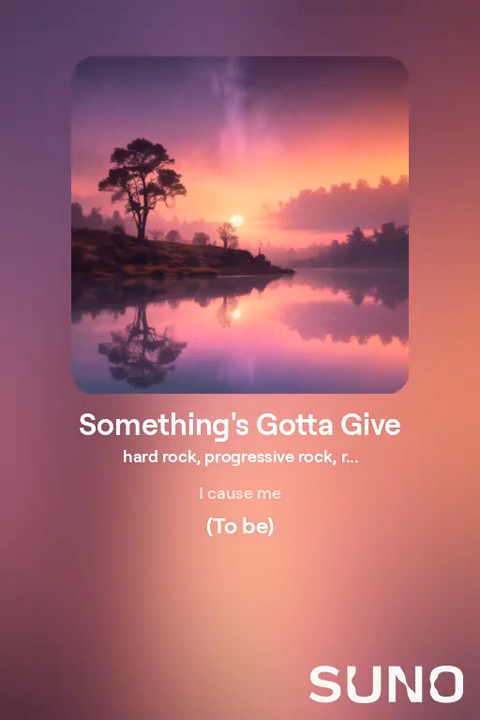 Something's Gotta Give
hard rock, progressive rock, r...
I cause me
(To be)
SUNO